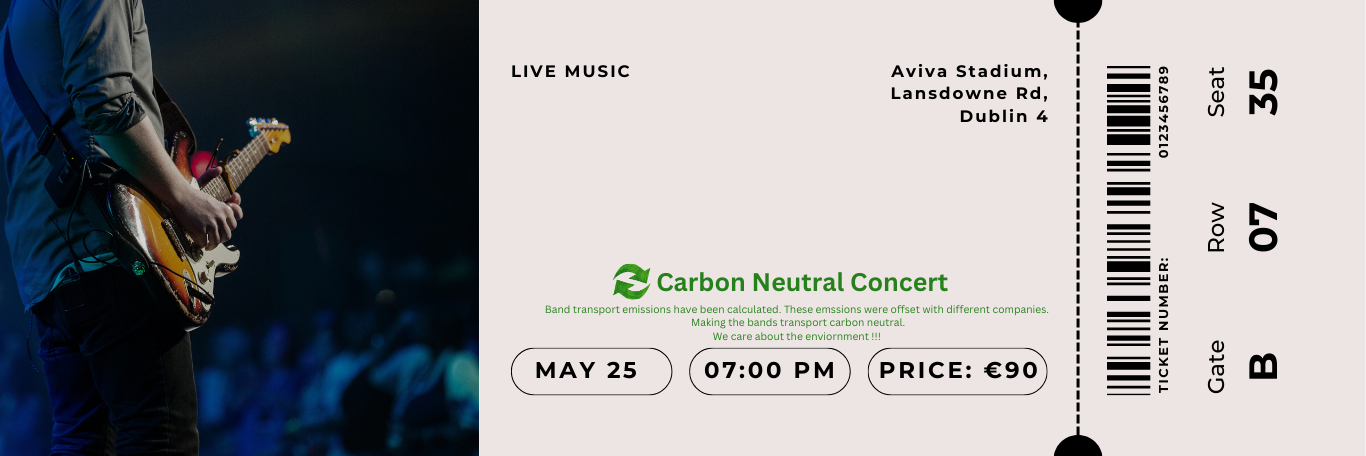 LIVE MUSIC
Aviva Stadium,
Lansdowne Rd,
Dublin 4
Carbon Neutral Concert
Band transport emissions have been calculated. These emssions were offset with different companies.
Making the bands transport carbon neutral.
We care about the enviornment !!!
MAY 25
07:00 PM
PRICE: €90
TICKET NUMBER: 0123456789
Gate B
Row 07
Seat 35